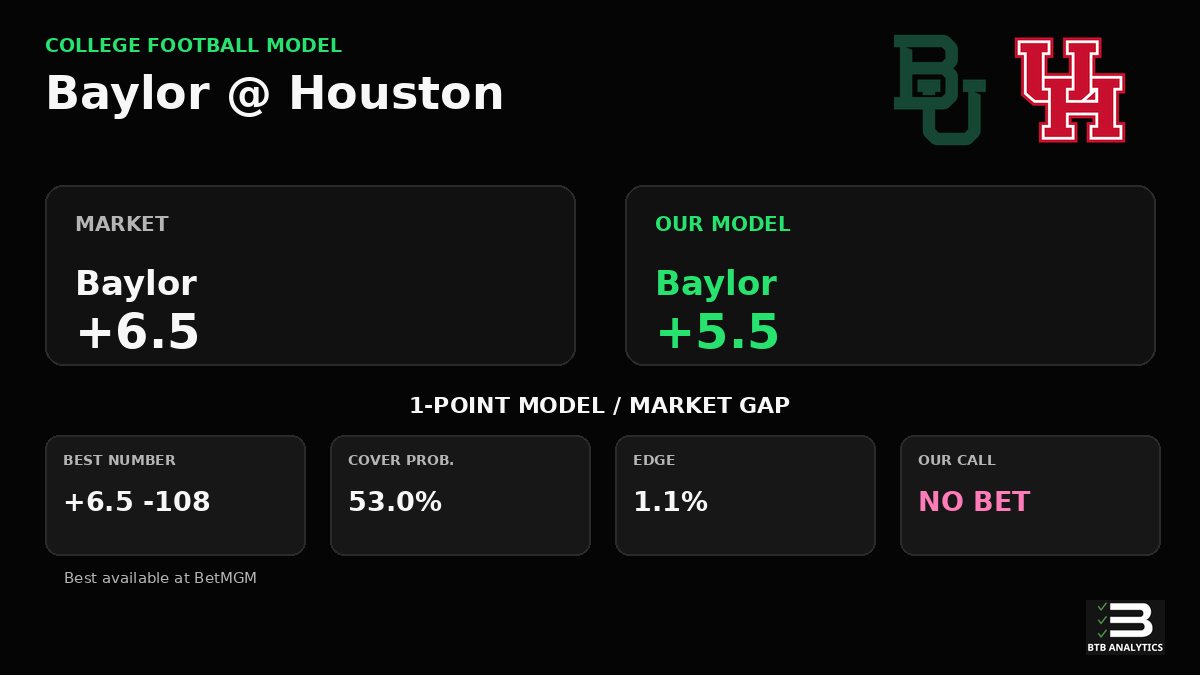 COLLEGE FOOTBALL MODEL
Baylor @ Houston
BU
UH
MARKET
Baylor
+6.5
OUR MODEL
Baylor
+5.5
1-POINT MODEL / MARKET GAP
BEST NUMBER
+6.5 -108
COVER PROB.
53.0%
EDGE
1.1%
OUR CALL
NO BET
Best available at BetMGM
B
BTB ANALYTICS